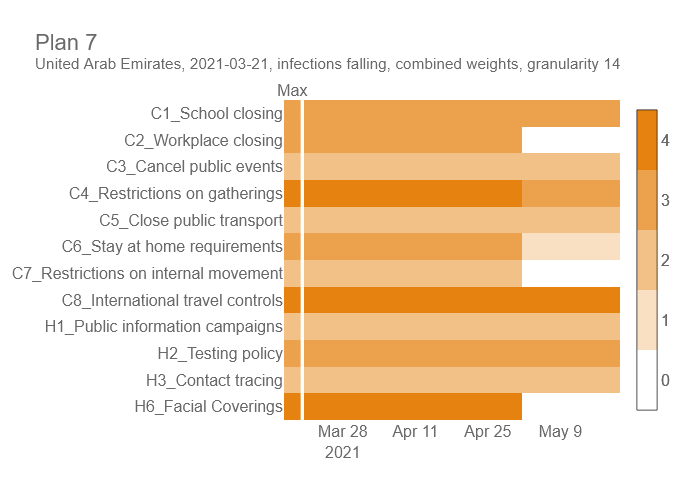 Plan 7
United Arab Emirates, 2021-03-21, infections falling, combined weights, granularity 14
Max
C1_School closing
C2_Workplace closing
C3_Cancel public events
C4_Restrictions on gatherings
C5_Close public transport
C6_Stay at home requirements
C7_Restrictions on internal movement
C8_International travel controls
H1_Public information campaigns
H2_Testing policy
H3_Contact tracing
H6_Facial Coverings
4
3
2
1
0
Mar 28 Apr 11 Apr 25 May 9
2021